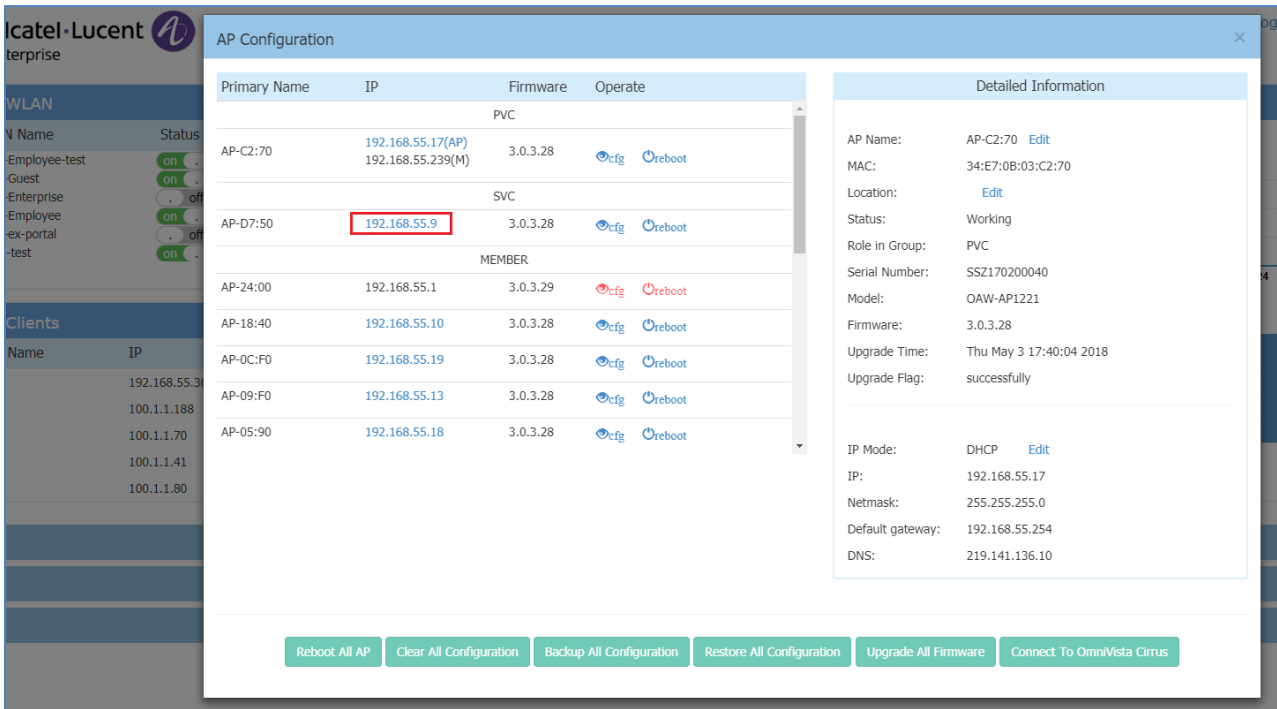 lcatel·Lucent
terprise
og
WLAN
N Name Status
-Employee-test on
-Guest on
-Enterprise off
-Employee on
-ex-portal off
-test on
Clients
Name IP
192.168.55.3
100.1.1.188
100.1.1.70
100.1.1.41
100.1.1.80
AP Configuration ×
Primary Name IP Firmware Operate
PVC
AP-C2:70 192.168.55.17(AP) 3.0.3.28 cfg reboot
192.168.55.239(M)
SVC
AP-D7:50 192.168.55.9 3.0.3.28 cfg reboot
MEMBER
AP-24:00 192.168.55.1 3.0.3.29 cfg reboot
AP-18:40 192.168.55.10 3.0.3.28 cfg reboot
AP-0C:F0 192.168.55.19 3.0.3.28 cfg reboot
AP-09:F0 192.168.55.13 3.0.3.28 cfg reboot
AP-05:90 192.168.55.18 3.0.3.28 cfg reboot
Detailed Information
AP Name: AP-C2:70 Edit
MAC: 34:E7:0B:03:C2:70
Location: Edit
Status: Working
Role in Group: PVC
Serial Number: SSZ170200040
Model: OAW-AP1221
Firmware: 3.0.3.28
Upgrade Time: Thu May 3 17:40:04 2018
Upgrade Flag: successfully
IP Mode: DHCP Edit
IP: 192.168.55.17
Netmask: 255.255.255.0
Default gateway: 192.168.55.254
DNS: 219.141.136.10
24
Reboot All AP Clear All Configuration Backup All Configuration Restore All Configuration Upgrade All Firmware Connect To OmniVista Cirrus